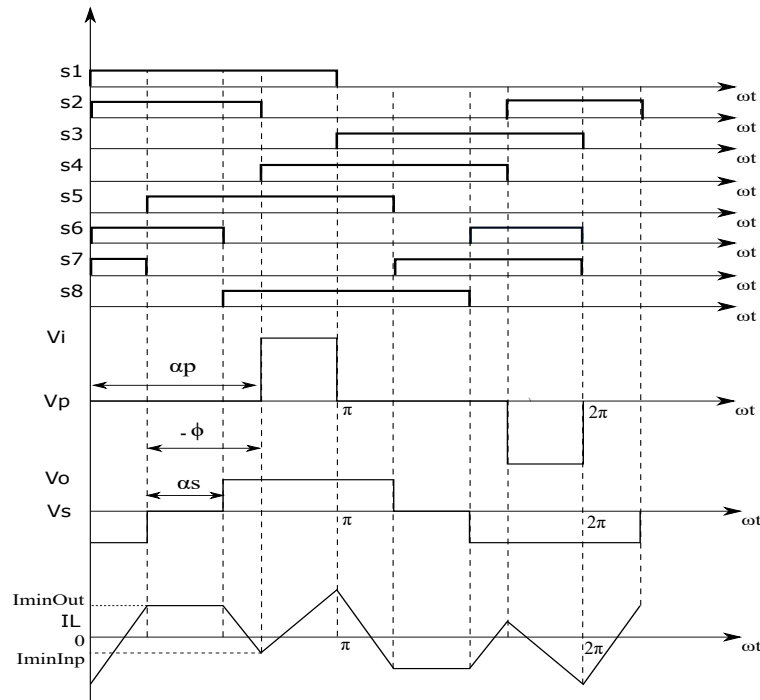 s1
ωt
s2
ωt
s3
ωt
s4
ωt
s5
ωt
s6
ωt
s7
ωt
s8
ωt
Vi
αp
Vp
π
2π
ωt
- ϕ
Vo
αs
Vs
π
2π
ωt
IminOut
IL
0
π
2π
ωt
IminInp